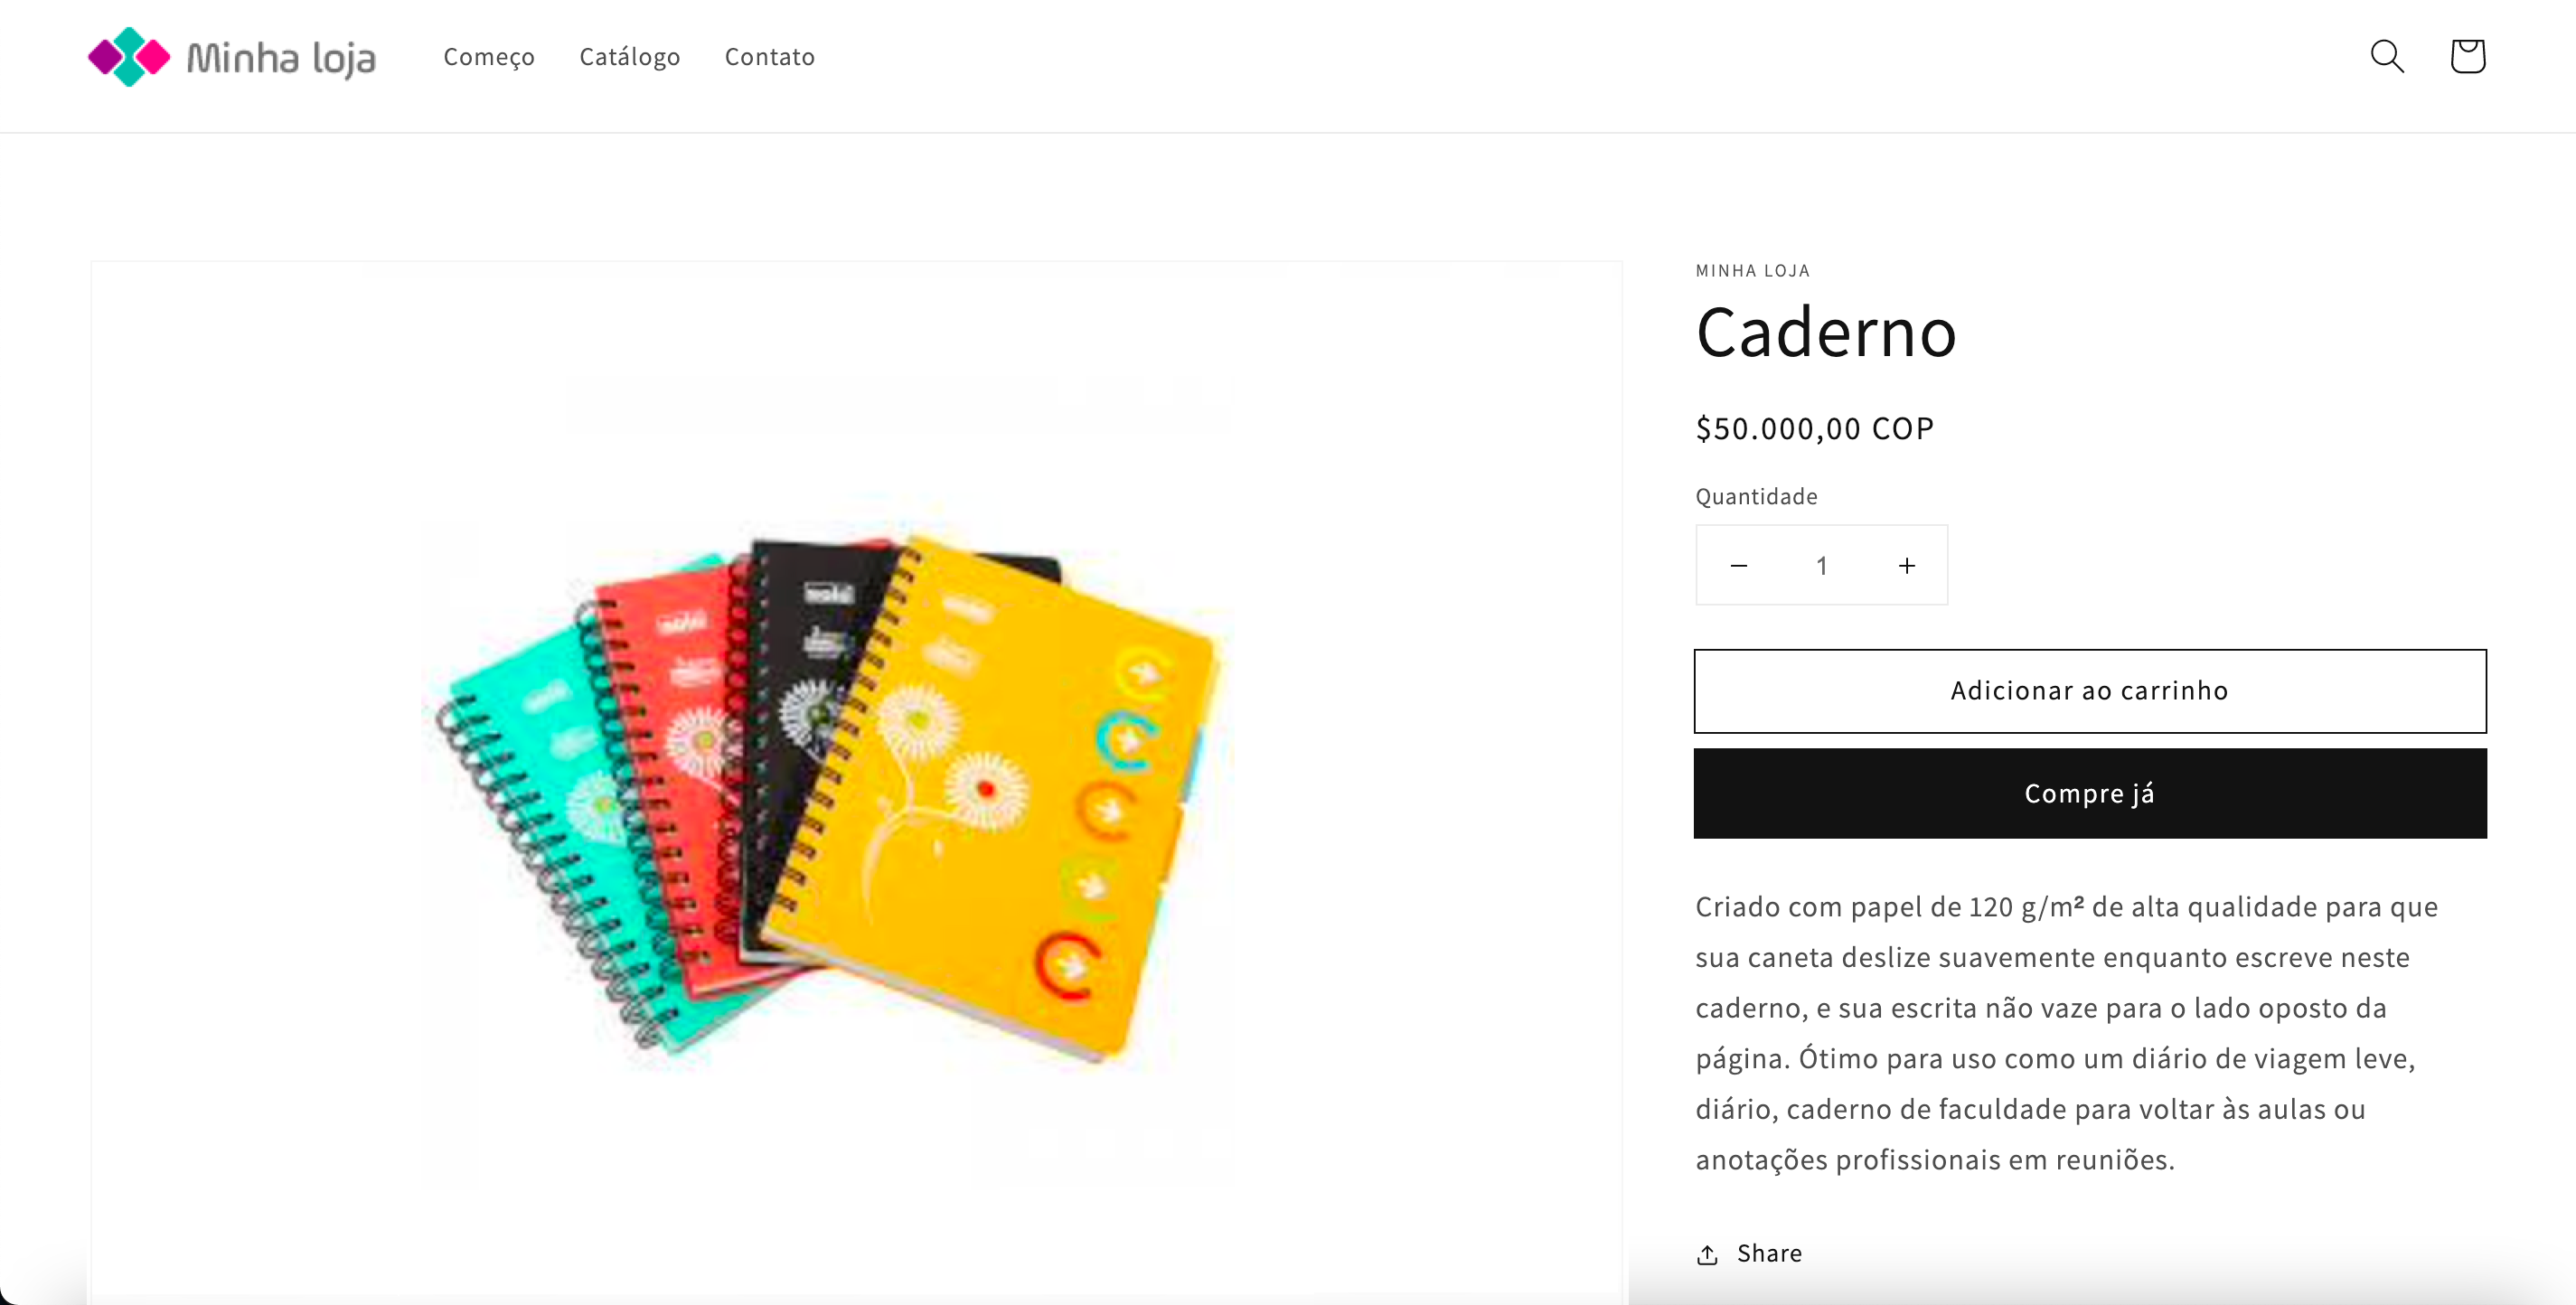 Minha loja
Começo
Catálogo
Contato
MINHA LOJA
Caderno
$50.000,00 COP
Quantidade
1
Adicionar ao carrinho
Compre já
Criado com papel de 120 g/m² de alta qualidade para que
sua caneta deslize suavemente enquanto escreve neste
caderno, e sua escrita não vaze para o lado oposto da
página. Ótimo para uso como um diário de viagem leve,
diário, caderno de faculdade para voltar às aulas ou
anotações profissionais em reuniões.
Share